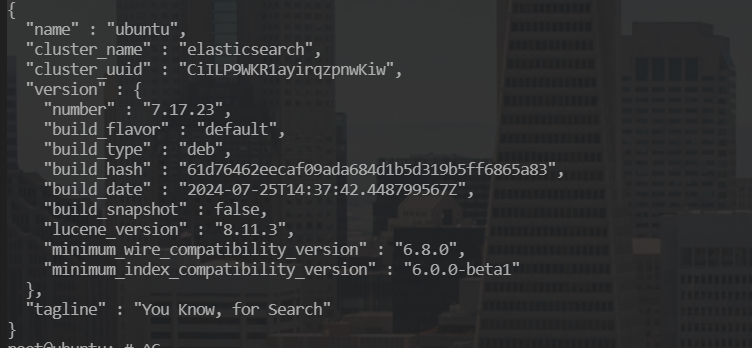 {
"name" : "ubuntu",
"cluster_name" : "elasticsearch",
"cluster_uuid" : "CiILP9WKR1ayirqzpnwKiw",
"version" : {
"number" : "7.17.23",
"build_flavor" : "default",
"build_type" : "deb",
"build_hash" : "61d76462eecaf09ada684d1b5d319b5ff6865a83",
"build_date" : "2024-07-25T14:37:42.448799567Z",
"build_snapshot" : false,
"lucene_version" : "8.11.3",
"minimum_wire_compatibility_version" : "6.8.0",
"minimum_index_compatibility_version" : "6.0.0-beta1"
},
"tagline" : "You Know, for Search"
}